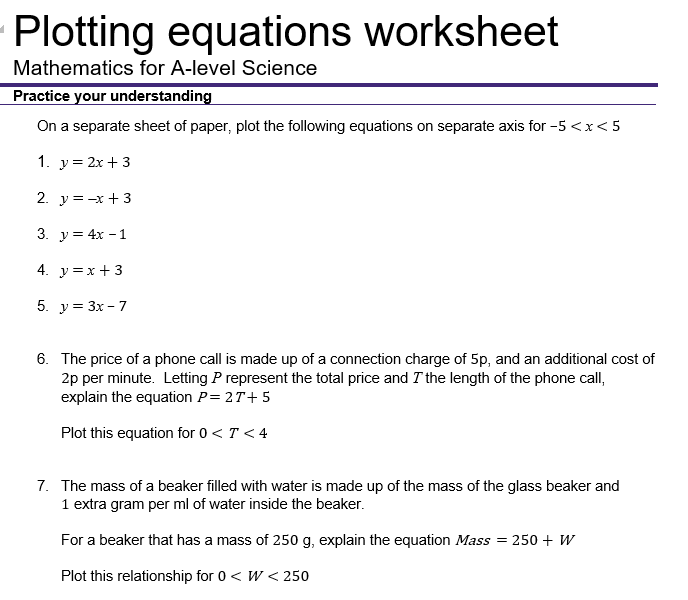 Plotting equations worksheet
Mathematics for A-level Science
Practice your understanding
On a separate sheet of paper, plot the following equations on separate axis for −5 < x < 5
1. y = 2x + 3
2. y = −x + 3
3. y = 4x − 1
4. y = x + 3
5. y = 3x − 7
6. The price of a phone call is made up of a connection charge of 5p, and an additional cost of
2p per minute. Letting P represent the total price and T the length of the phone call,
explain the equation P = 2T + 5
Plot this equation for 0 < T < 4
7. The mass of a beaker filled with water is made up of the mass of the glass beaker and
1 extra gram per ml of water inside the beaker.
For a beaker that has a mass of 250 g, explain the equation Mass = 250 + W
Plot this relationship for 0 < W < 250